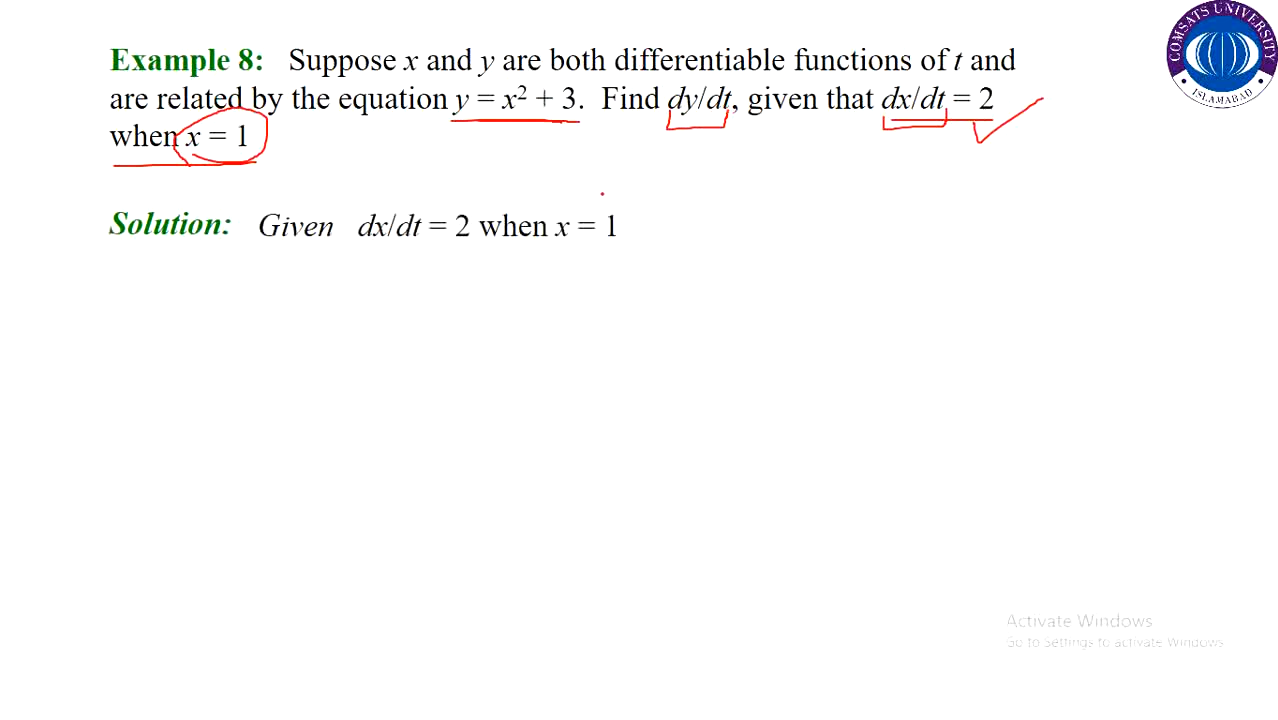 COMSATS UNIVERSITY
ISLAMABAD
Example 8: Suppose x and y are both differentiable functions of t and
are related by the equation y = x² + 3. Find dy/dt, given that dx/dt = 2
when x = 1
Solution: Given dx/dt = 2 when x = 1
Activate Windows
Go to Settings to activate Windows.